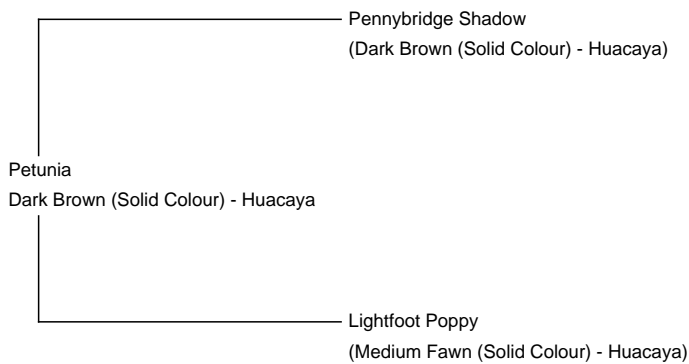 Pennybridge Shadow
(Dark Brown (Solid Colour) - Huacaya)
Petunia
Dark Brown (Solid Colour) - Huacaya
Lightfoot Poppy
(Medium Fawn (Solid Colour) - Huacaya)